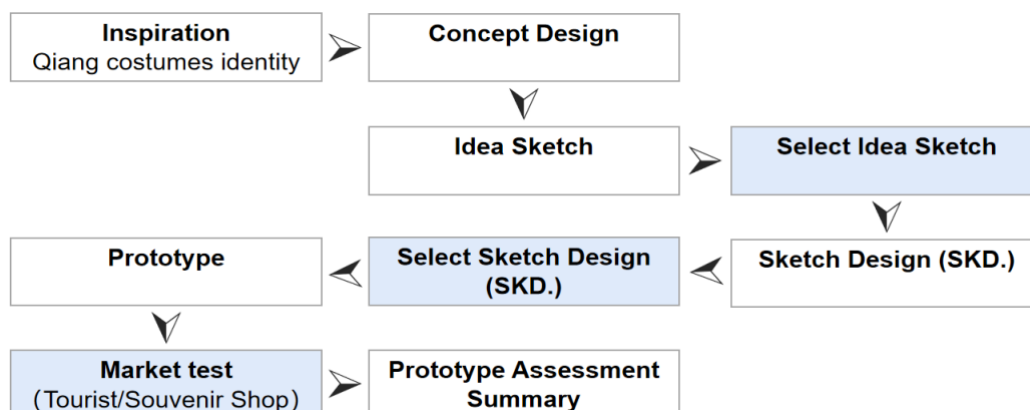 Inspiration
Qiang costumes identity
Concept Design
Idea Sketch
Select Idea Sketch
Sketch Design (SKD.)
Select Sketch Design
(SKD.)
Prototype
Market test
(Tourist/Souvenir Shop)
Prototype Assessment
Summary